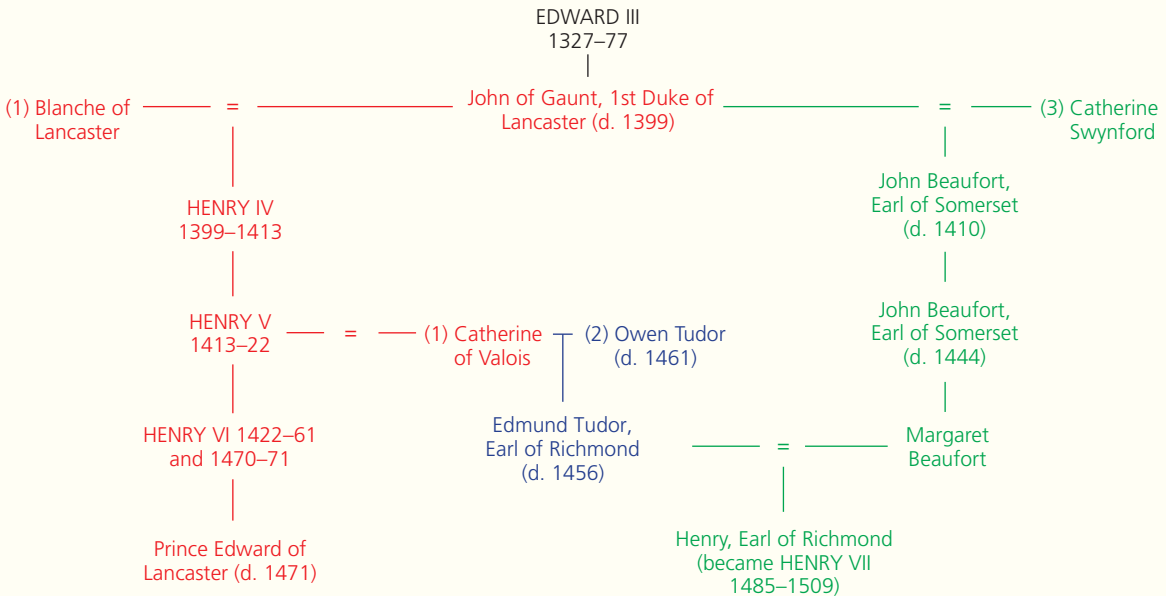 EDWARD III
1327–77
(1) Blanche of
Lancaster
=
John of Gaunt, 1st Duke of
Lancaster (d. 1399)
=
(3) Catherine
Swynford
HENRY IV
1399–1413
John Beaufort,
Earl of Somerset
(d. 1410)
HENRY V
1413–22
=
(1) Catherine
of Valois
(2) Owen Tudor
(d. 1461)
John Beaufort,
Earl of Somerset
(d. 1444)
HENRY VI 1422–61
and 1470–71
Edmund Tudor,
Earl of Richmond
(d. 1456)
=
Margaret
Beaufort
Prince Edward of
Lancaster (d. 1471)
Henry, Earl of Richmond
(became HENRY VII
1485–1509)